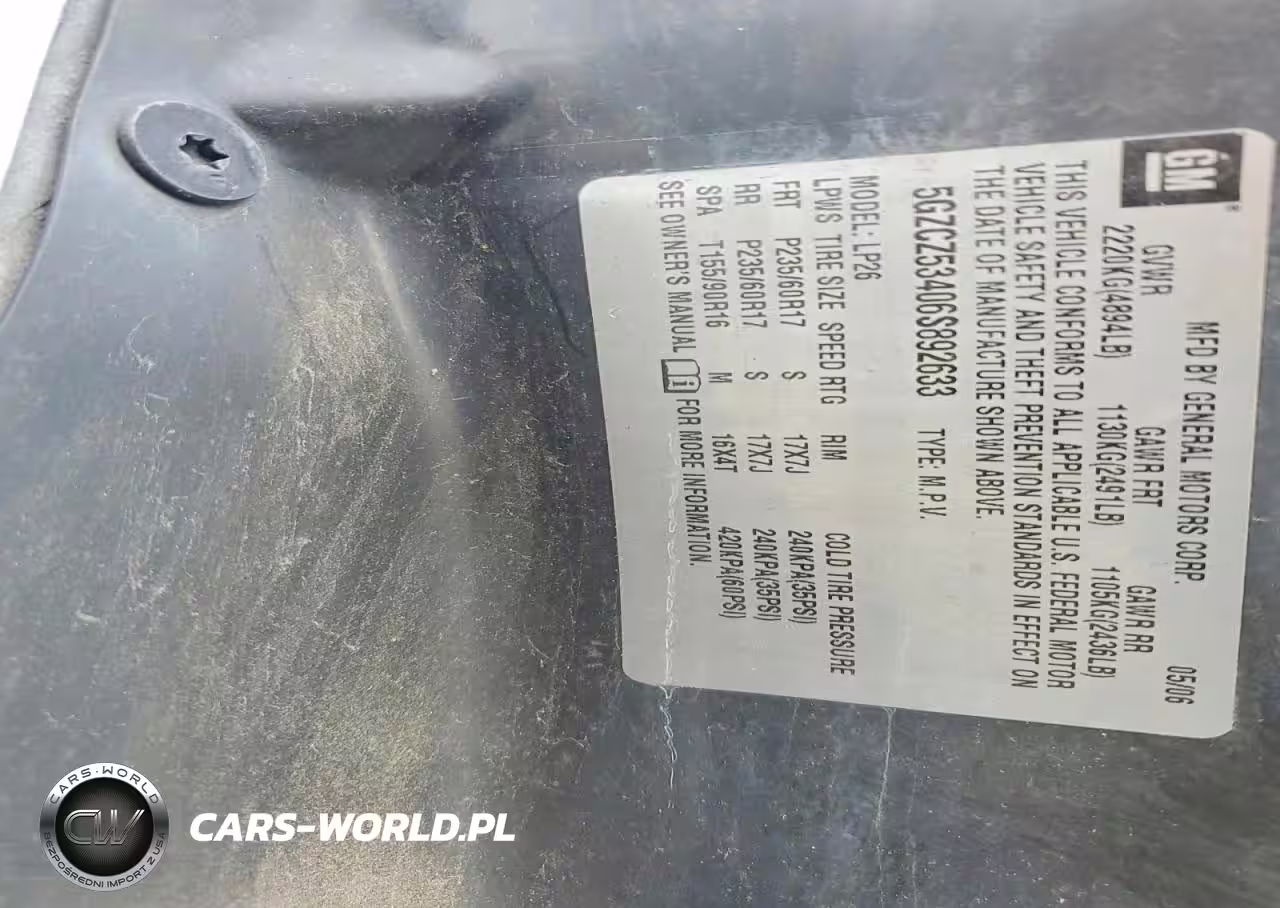 GM
MFD BY GENERAL MOTORS CORP. 05/06
GVWR GAWR FRT GAWR RR
2220KG(4894LB) 1130KG(2491LB) 1105KG(2436LB)
THIS VEHICLE CONFORMS TO ALL APPLICABLE U.S. FEDERAL MOTOR
VEHICLE SAFETY AND THEFT PREVENTION STANDARDS IN EFFECT ON
THE DATE OF MANUFACTURE SHOWN ABOVE.
5GZCZ53406S892633 TYPE: M.P.V.
MODEL: LP26
LPWS TIRE SIZE SPEED RTG RIM COLD TIRE PRESSURE
FRT P235/60R17 S 17X7J 240KPA(35PSI)
RR P235/60R17 S 17X7J 240KPA(35PSI)
SPA T155/90R16 M 16X4T 420KPA(60PSI)
SEE OWNER'S MANUAL i FOR MORE INFORMATION.
CARS-WORLD
CW
BEZPOŚREDNI IMPORT Z USA
CARS-WORLD.PL